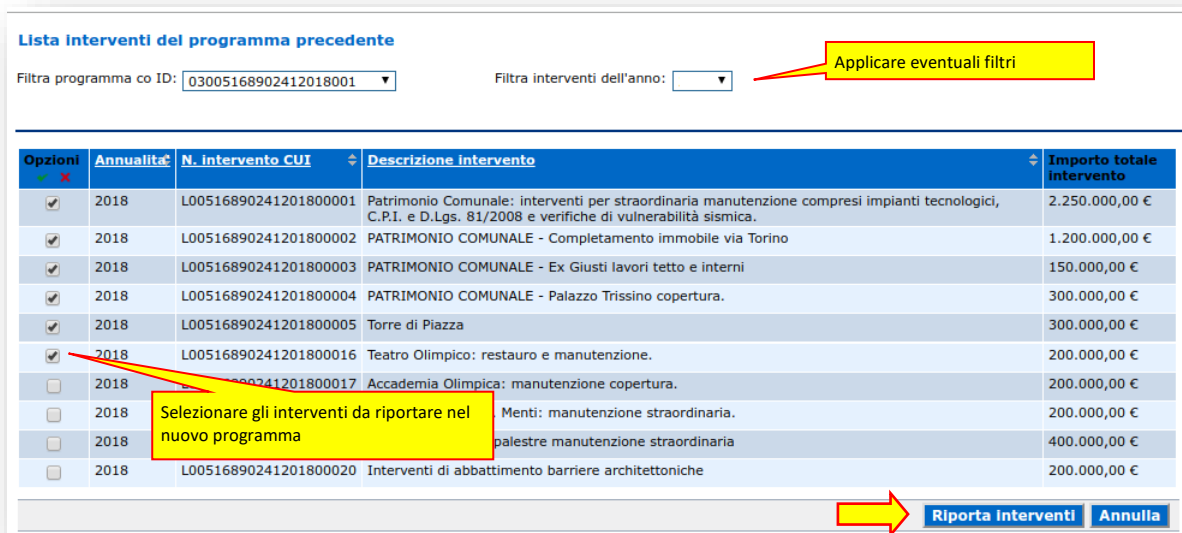 Lista interventi del programma precedente
Applicare eventuali filtri
Filtra programma co ID: 03005168902412018001 Filtra interventi dell'anno:
Opzioni Annualita' N. intervento CUI Descrizione intervento Importo totale intervento
2018 L00516890241201800001 Patrimonio Comunale: interventi per straordinaria manutenzione compresi impianti tecnologici,
C.P.I. e D.Lgs. 81/2008 e verifiche di vulnerabilità sismica. 2.250.000,00 €
2018 L00516890241201800002 PATRIMONIO COMUNALE - Completamento immobile via Torino 1.200.000,00 €
2018 L00516890241201800003 PATRIMONIO COMUNALE - Ex Giusti lavori tetto e interni 150.000,00 €
2018 L00516890241201800004 PATRIMONIO COMUNALE - Palazzo Trissino copertura. 300.000,00 €
2018 L00516890241201800005 Torre di Piazza 300.000,00 €
2018 L00516890241201800016 Teatro Olimpico: restauro e manutenzione. 200.000,00 €
2018 0241201800017 Accademia Olimpica: manutenzione copertura. 200.000,00 €
Selezionare gli interventi da riportare nel
nuovo programma
2018 Menti: manutenzione straordinaria. 200.000,00 €
2018 palestre manutenzione straordinaria 400.000,00 €
2018 L00516890241201800020 Interventi di abbattimento barriere architettoniche 200.000,00 €
Riporta interventi Annulla